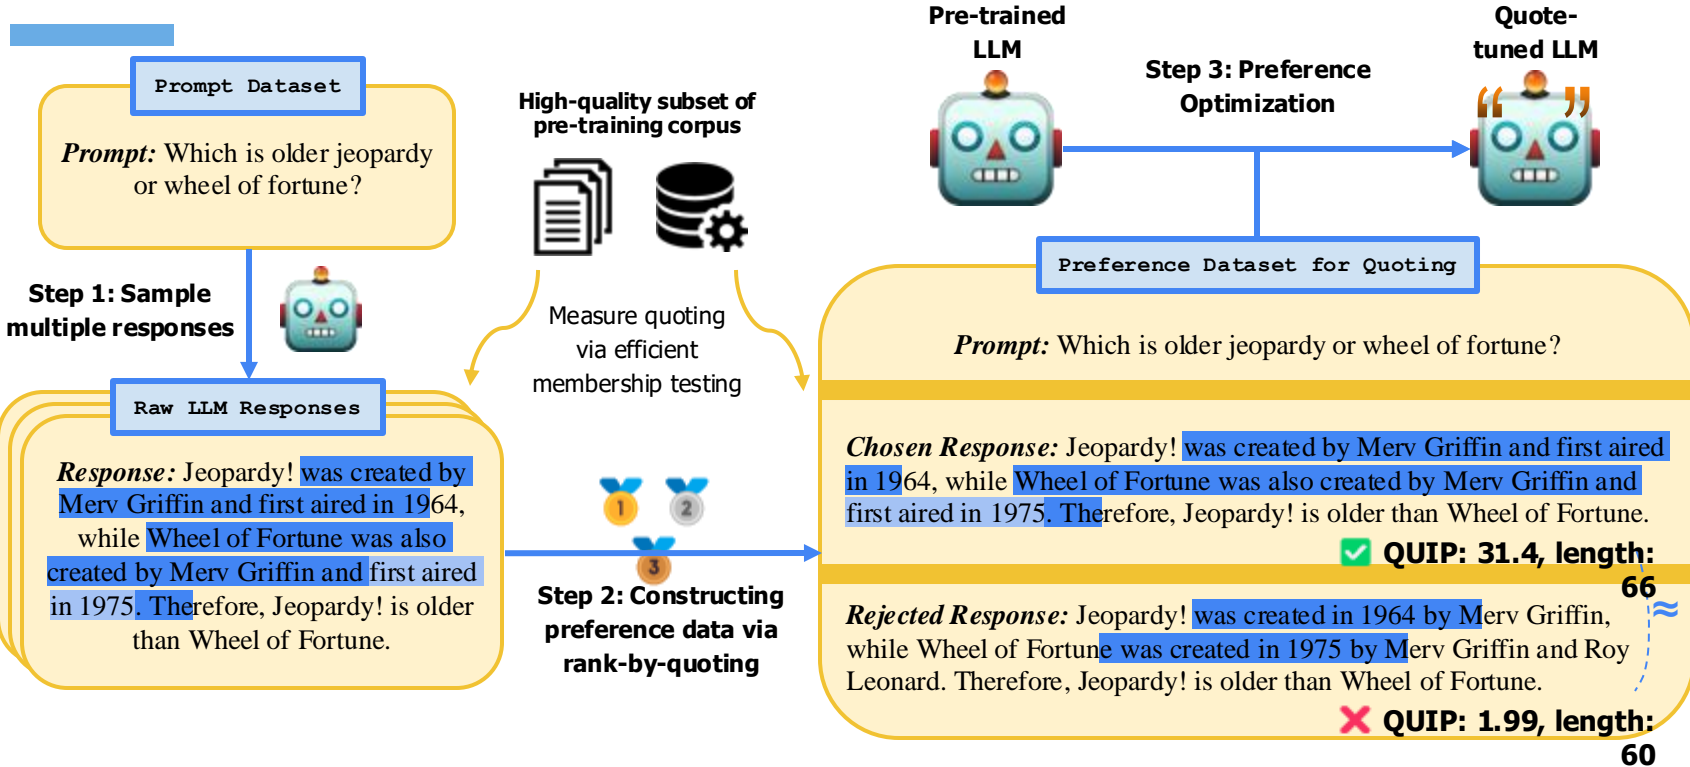 Prompt Dataset
Prompt: Which is older jeopardy
or wheel of fortune?
Step 1: Sample
multiple responses
Raw LLM Responses
Response: Jeopardy! was created by
Merv Griffin and first aired in 1964,
while Wheel of Fortune was also
created by Merv Griffin and first aired
in 1975. Therefore, Jeopardy! is older
than Wheel of Fortune.
High-quality subset of
pre-training corpus
Measure quoting
via efficient
membership testing
1
2
3
Step 2: Constructing
preference data via
rank-by-quoting
Pre-trained
LLM
Step 3: Preference
Optimization
Quote-
tuned LLM
“ ”
Preference Dataset for Quoting
Prompt: Which is older jeopardy or wheel of fortune?
Chosen Response: Jeopardy! was created by Merv Griffin and first aired
in 1964, while Wheel of Fortune was also created by Merv Griffin and
first aired in 1975. Therefore, Jeopardy! is older than Wheel of Fortune.
✅ QUIP: 31.4, length:
66
≈
Rejected Response: Jeopardy! was created in 1964 by Merv Griffin,
while Wheel of Fortune was created in 1975 by Merv Griffin and Roy
Leonard. Therefore, Jeopardy! is older than Wheel of Fortune.
❌ QUIP: 1.99, length:
60